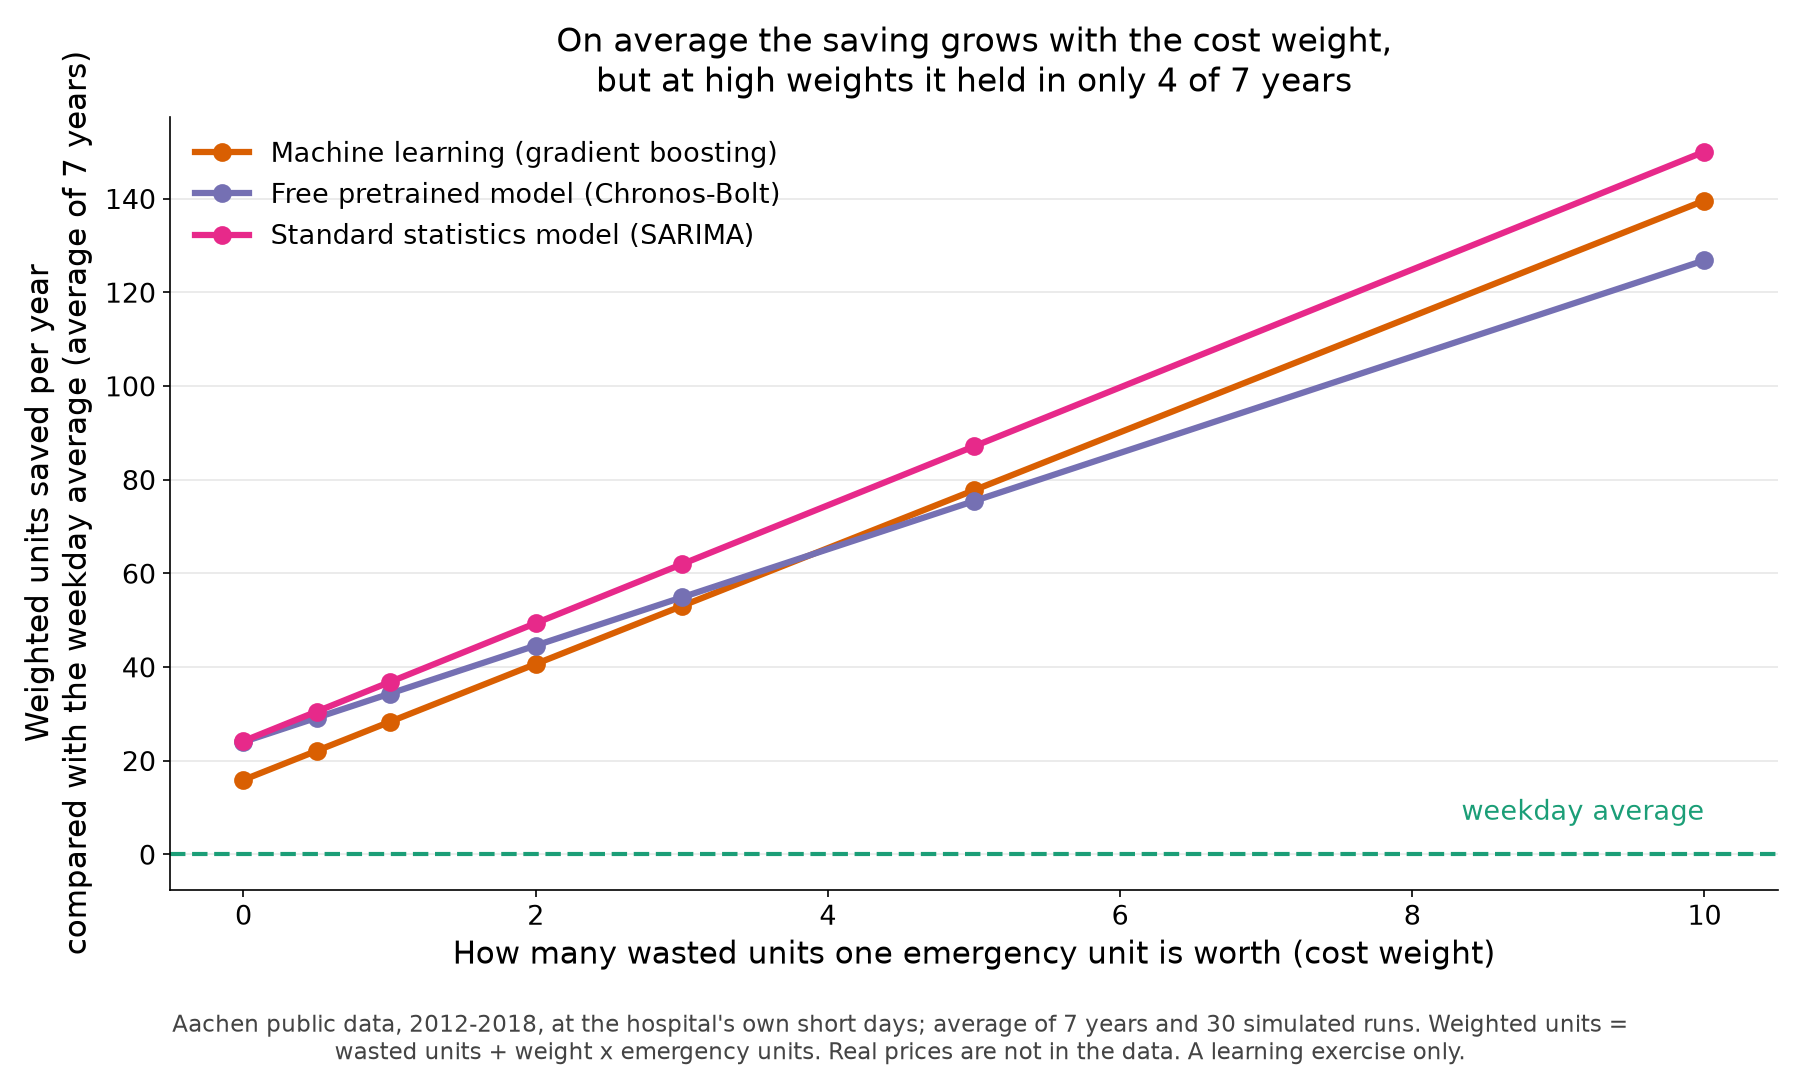 On average the saving grows with the cost weight,
but at high weights it held in only 4 of 7 years
Weighted units saved per year
compared with the weekday average (average of 7 years)
Machine learning (gradient boosting)
Free pretrained model (Chronos-Bolt)
Standard statistics model (SARIMA)
140
120
100
80
60
40
20
0
weekday average
0 2 4 6 8 10
How many wasted units one emergency unit is worth (cost weight)
Aachen public data, 2012-2018, at the hospital's own short days; average of 7 years and 30 simulated runs. Weighted units =
wasted units + weight x emergency units. Real prices are not in the data. A learning exercise only.